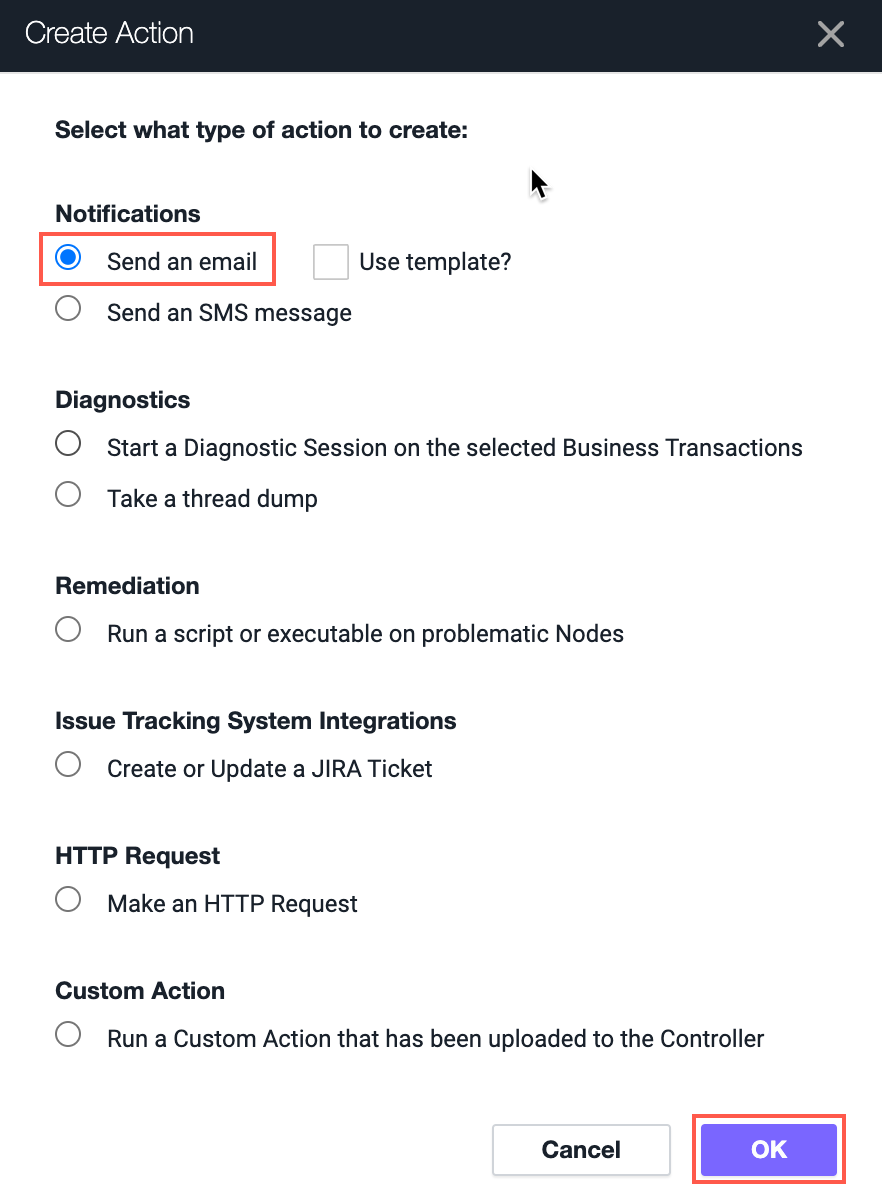 Create Action
Select what type of action to create:
Notifications
Send an email Use template?
Send an SMS message
Diagnostics
Start a Diagnostic Session on the selected Business Transactions
Take a thread dump
Remediation
Run a script or executable on problematic Nodes
Issue Tracking System Integrations
Create or Update a JIRA Ticket
HTTP Request
Make an HTTP Request
Custom Action
Run a Custom Action that has been uploaded to the Controller
Cancel OK